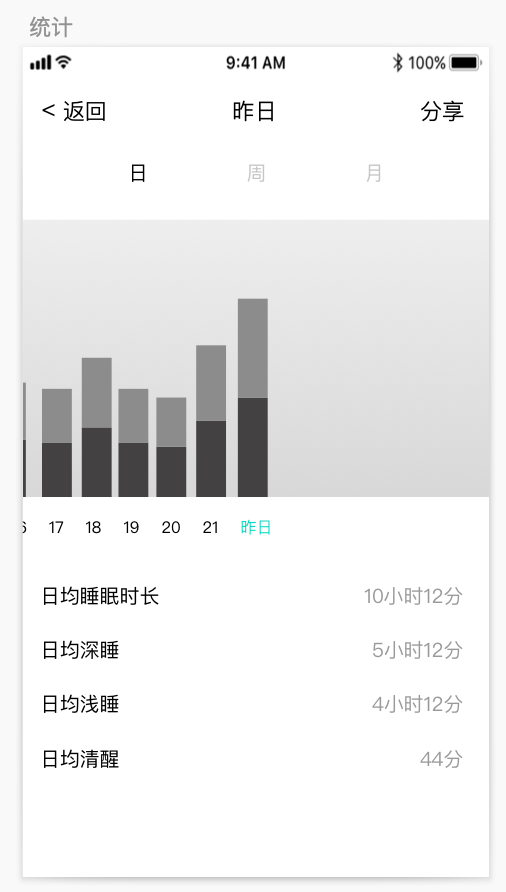 统计
9:41 AM 100%
< 返回 昨日 分享
日 周 月
6 17 18 19 20 21 昨日
日均睡眠时长 10小时12分
日均深睡 5小时12分
日均浅睡 4小时12分
日均清醒 44分